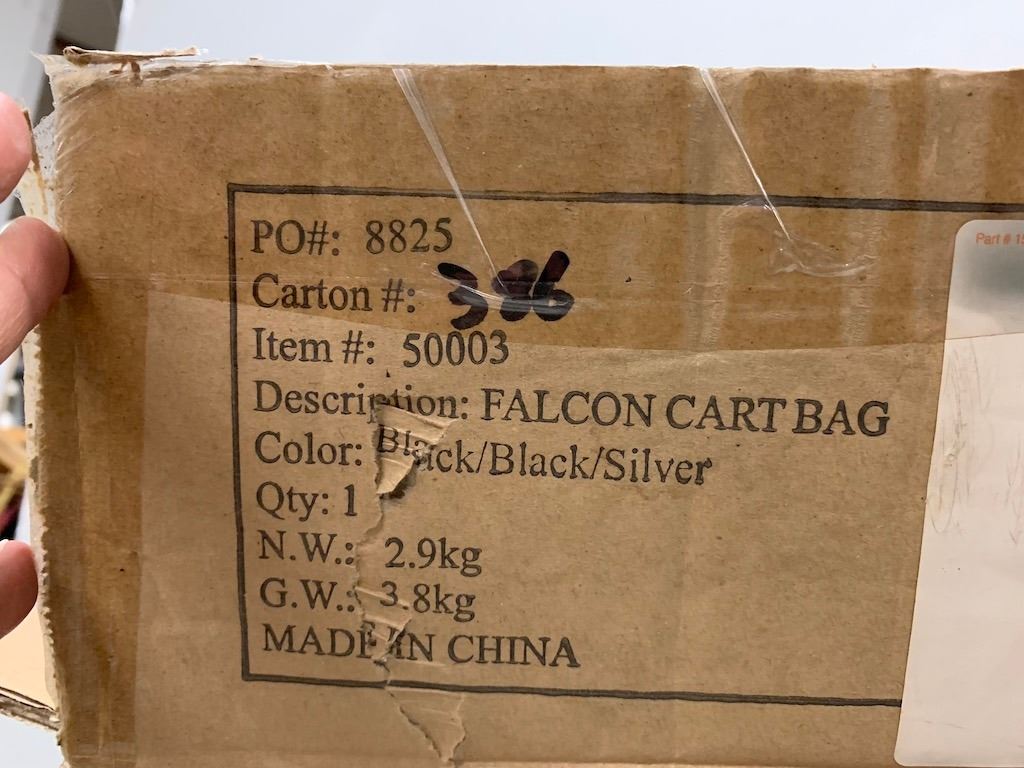 PO#: 8825
Carton #:
Item #: 50003
Description: FALCON CART BAG
Color: Black/Black/Silver
Qty: 1
N.W.: 2.9kg
G.W.: 3.8kg
MADE IN CHINA
Part #